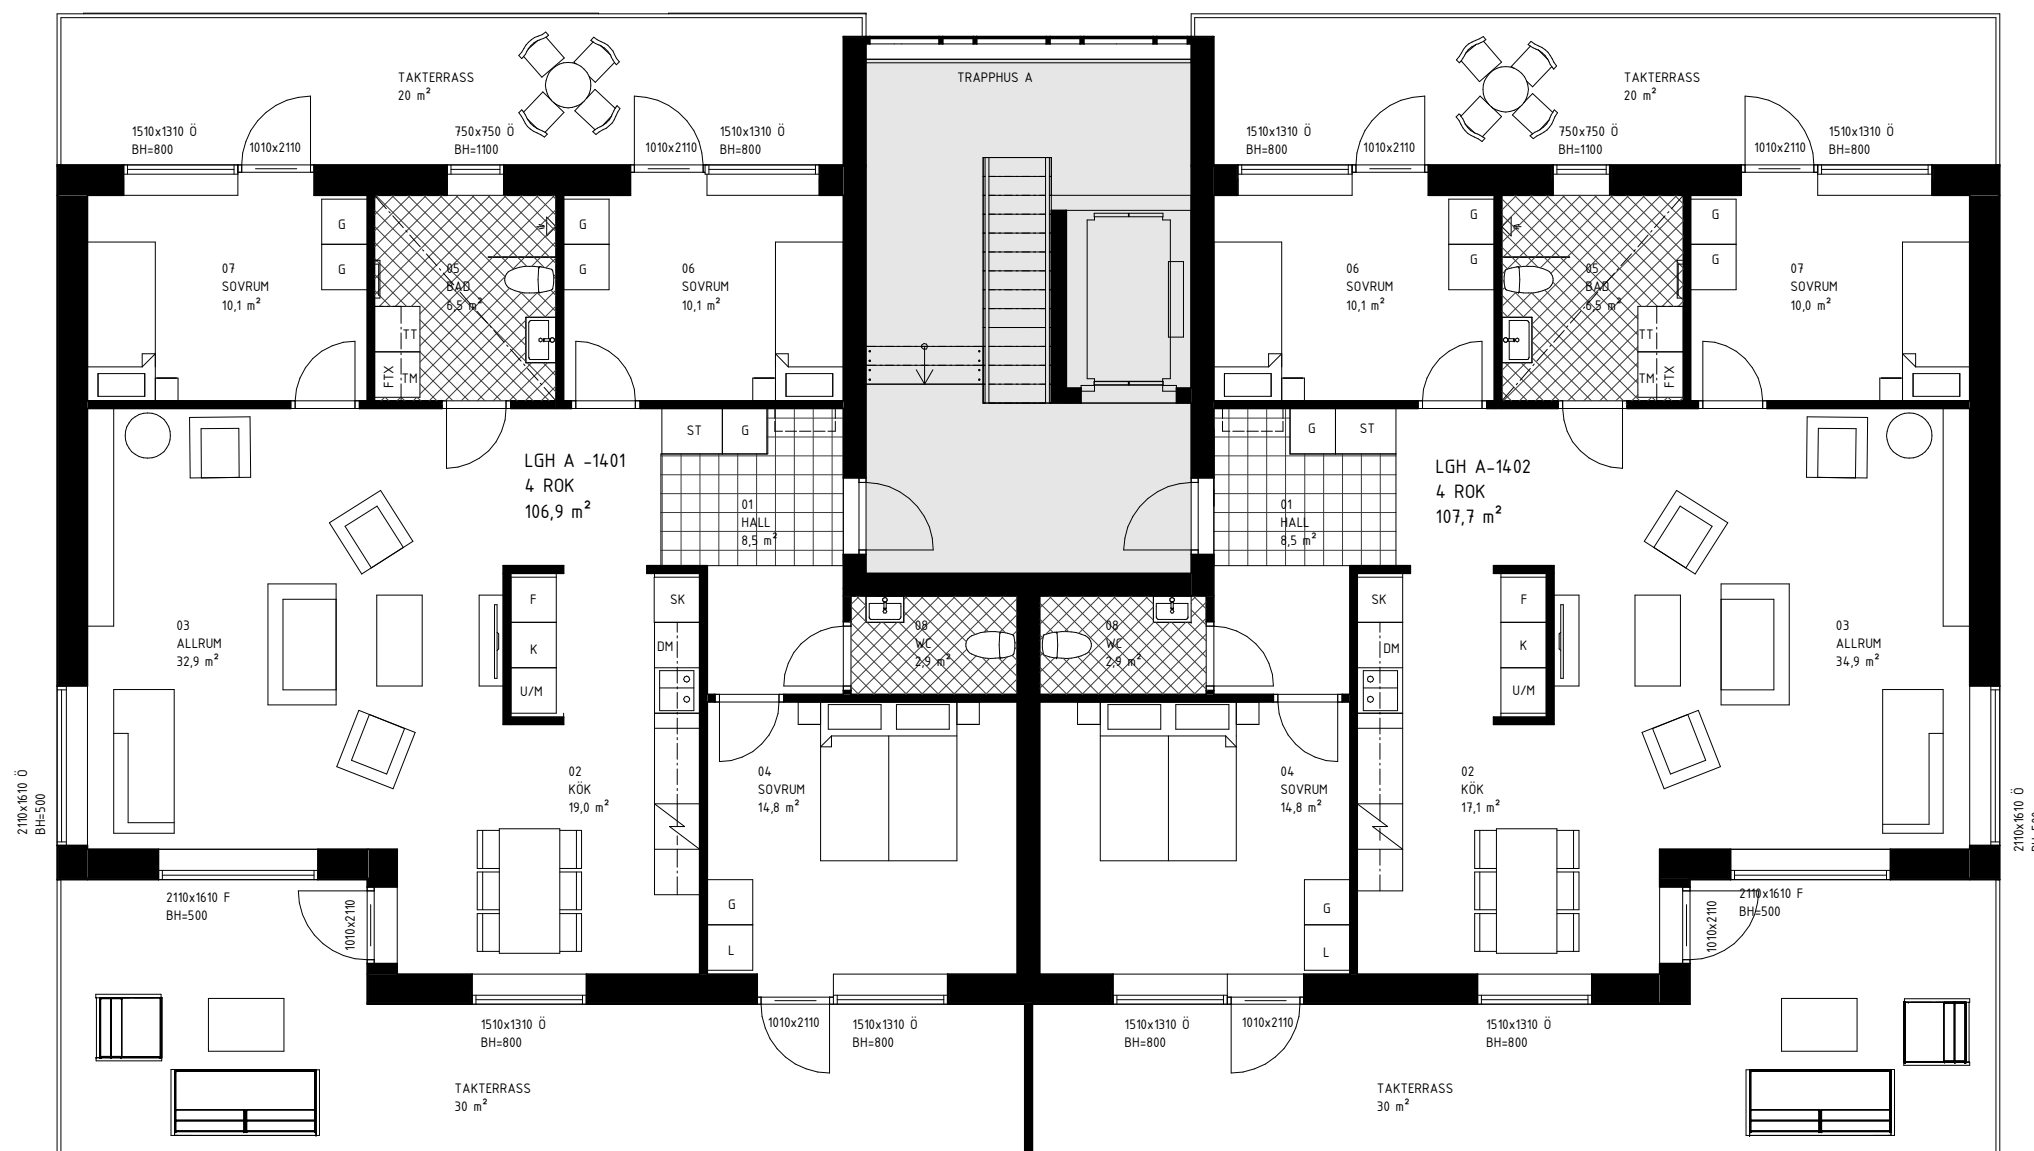 TAKTERRASS
20 m²
TRAPPHUS A
TAKTERRASS
20 m²
1510x1310 Ö
BH=800
1010x2110
750x750 Ö
BH=1100
1010x2110
1510x1310 Ö
BH=800
1510x1310 Ö
BH=800
1010x2110
750x750 Ö
BH=1100
1010x2110
1510x1310 Ö
BH=800
G
G
G
G
G
G
G
G
07
SOVRUM
10,1 m²
05
BAD
6,5 m²
06
SOVRUM
10,1 m²
06
SOVRUM
10,1 m²
05
BAD
6,5 m²
07
SOVRUM
10,0 m²
TT
FTX
TM
TT
TM
FTX
ST
G
G
ST
LGH A -1401
4 ROK
106,9 m²
01
HALL
8,5 m²
01
HALL
8,5 m²
LGH A-1402
4 ROK
107,7 m²
F
K
U/M
SK
DM
SK
DM
F
K
U/M
03
ALLRUM
32,9 m²
08
WC
2,9 m²
08
WC
2,9 m²
03
ALLRUM
34,9 m²
02
KÖK
19,0 m²
04
SOVRUM
14,8 m²
04
SOVRUM
14,8 m²
02
KÖK
17,1 m²
2110x1610 Ö
BH=500
2110x1610 Ö
2110x1610 F
BH=500
1010x2110
G
L
G
L
1010x2110
2110x1610 F
BH=500
1510x1310 Ö
BH=800
1010x2110
1510x1310 Ö
BH=800
1510x1310 Ö
BH=800
1010x2110
1510x1310 Ö
BH=800
TAKTERRASS
30 m²
TAKTERRASS
30 m²